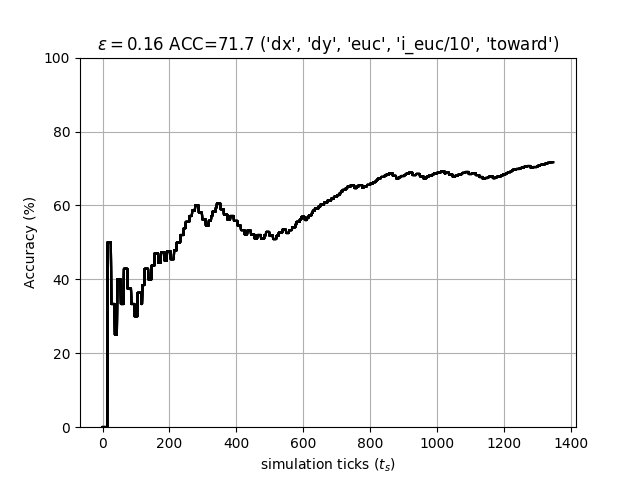 ε = 0.16 ACC=71.7 ('dx', 'dy', 'euc', 'i_euc/10', 'toward')
100
80
60
40
20
0
Accuracy (%)
0 200 400 600 800 1000 1200 1400
simulation ticks (tₛ)